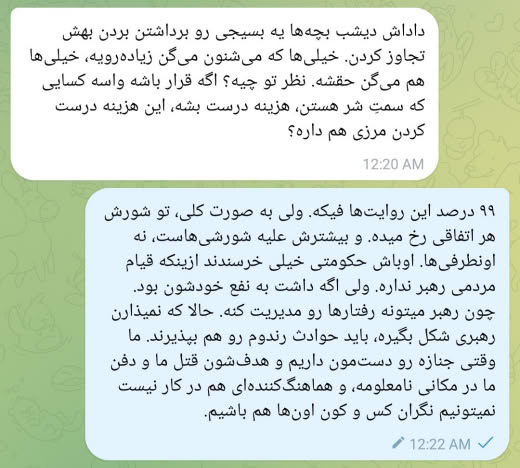 داداش دیشب بچه‌ها یه بسیجی رو برداشتن بردن بهش
تجاوز کردن. خیلی‌ها که می‌شنون می‌گن زیاده‌رویه، خیلی‌ها
هم می‌گن حقشه. نظر تو چیه؟ اگه قرار باشه واسه کسایی
که سمتِ شر هستن، هزینه درست بشه، این هزینه درست
کردن مرزی هم داره؟
12:20 AM
۹۹ درصد این روایت‌ها فیکه. ولی به صورت کلی، تو شورش
هر اتفاقی رخ میده. و بیشترش علیه شورشی‌هاست، نه
اونطرفی‌ها. اوباش حکومتی خیلی خرسندند ازینکه قیام
مردمی رهبر نداره. ولی اگه داشت به نفع خودشون بود.
چون رهبر میتونه رفتارها رو مدیریت کنه. حالا که نمیذارن
رهبری شکل بگیره، باید حوادث رندوم رو هم بپذیرند. ما
وقتی جنازه رو دست‌مون داریم و هدف‌شون قتل ما و دفن
ما در مکانی نامعلومه، و هماهنگ‌کننده‌ای هم در کار نیست
نمیتونیم نگران کس و کون اون‌ها هم باشیم.
12:22 AM